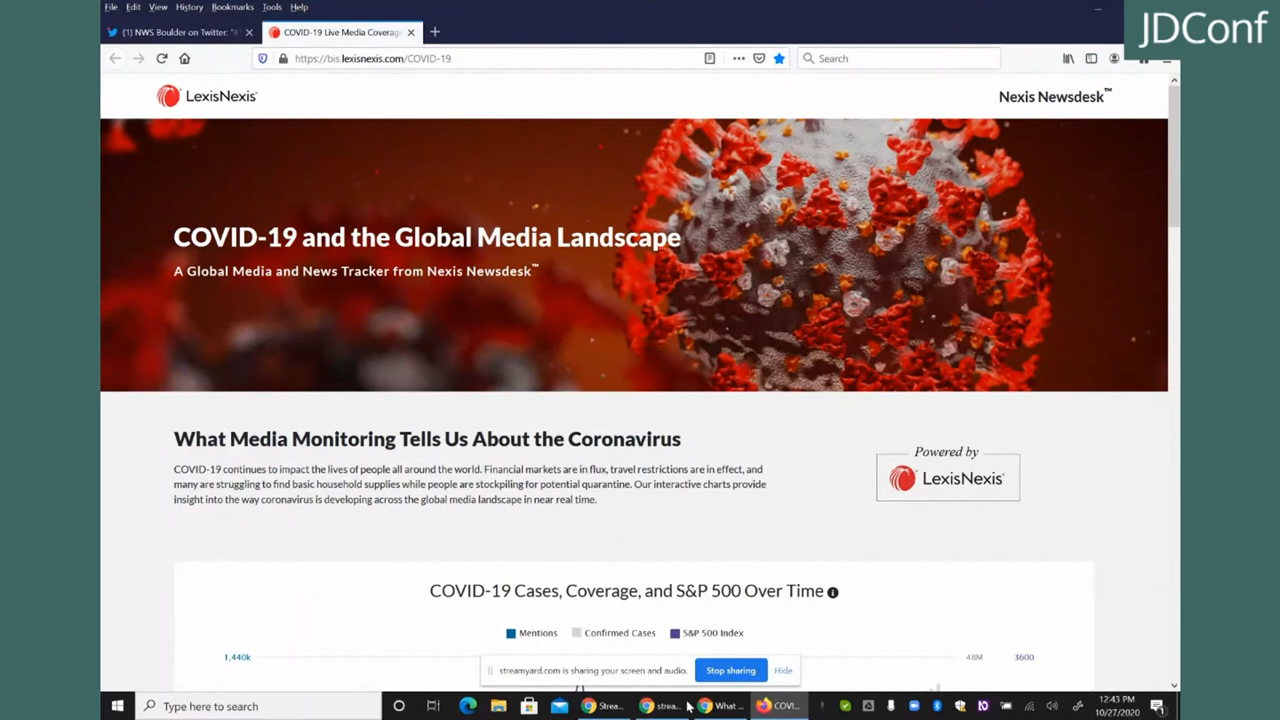 File Edit View History Bookmarks Tools Help
JDConf
(1) NWS Boulder on Twitter: "
COVID-19 Live Media Coverage
https://bis.lexisnexis.com/COVID-19
Search
LexisNexis
Nexis Newsdesk™
COVID-19 and the Global Media Landscape
A Global Media and News Tracker from Nexis Newsdesk™
What Media Monitoring Tells Us About the Coronavirus
COVID-19 continues to impact the lives of people all around the world. Financial markets are in flux, travel restrictions are in effect, and
many are struggling to find basic household supplies while people are stockpiling for potential quarantine. Our interactive charts provide
insight into the way coronavirus is developing across the global media landscape in near real time.
Powered by
LexisNexis
COVID-19 Cases, Coverage, and S&P 500 Over Time
Mentions Confirmed Cases S&P 500 Index
1,440k 48M 3600
streamyard.com is sharing your screen and audio. Stop sharing Hide
Type here to search
Strea...
strea...
What ...
COVI...
12:43 PM
10/27/2020